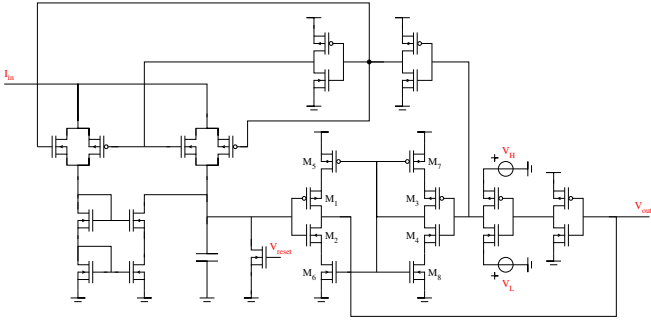 I_in
M_5
M_7
V_H
M_1
M_3
V_out
M_2
M_4
V_reset
M_6
M_8
V_L